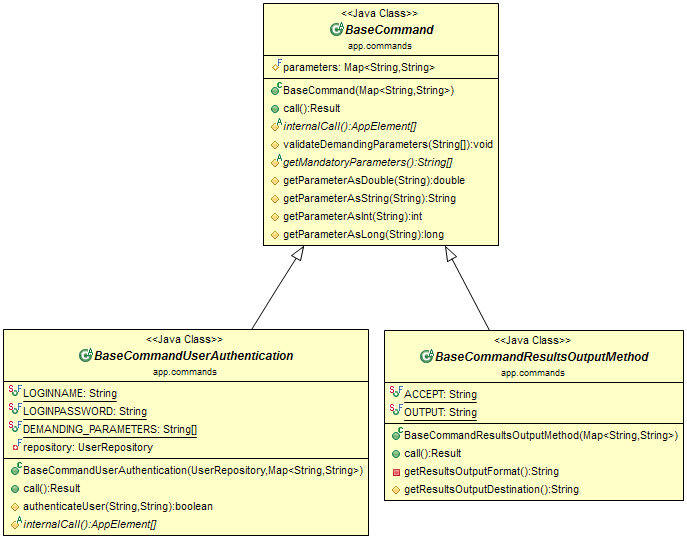 <<Java Class>>
BaseCommand
app.commands
parameters: Map<String,String>
BaseCommand(Map<String,String>)
call():Result
internalCall():AppElement[]
validateDemandingParameters(String[]):void
getMandatoryParameters():String[]
getParameterAsDouble(String):double
getParameterAsString(String):String
getParameterAsInt(String):int
getParameterAsLong(String):long
<<Java Class>>
BaseCommandUserAuthentication
app.commands
LOGINNAME: String
LOGINPASSWORD: String
DEMANDING_PARAMETERS: String[]
repository: UserRepository
BaseCommandUserAuthentication(UserRepository,Map<String,String>)
call():Result
authenticateUser(String,String):boolean
internalCall():AppElement[]
<<Java Class>>
BaseCommandResultsOutputMethod
app.commands
ACCEPT: String
OUTPUT: String
BaseCommandResultsOutputMethod(Map<String,String>)
call():Result
getResultsOutputFormat():String
getResultsOutputDestination():String